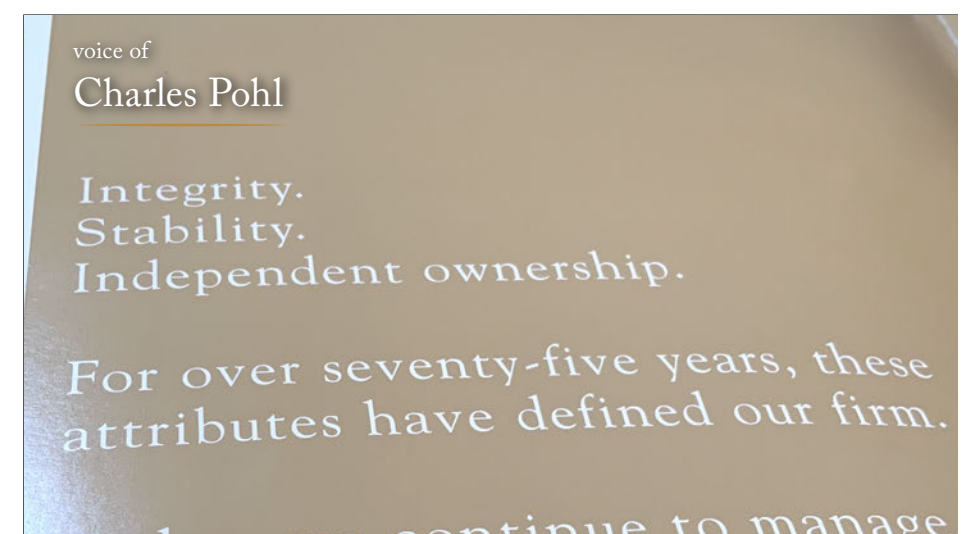 voice of
Charles Pohl
Integrity.
Stability.
Independent ownership.
For over seventy-five years, these
attributes have defined our firm.
continue to manage